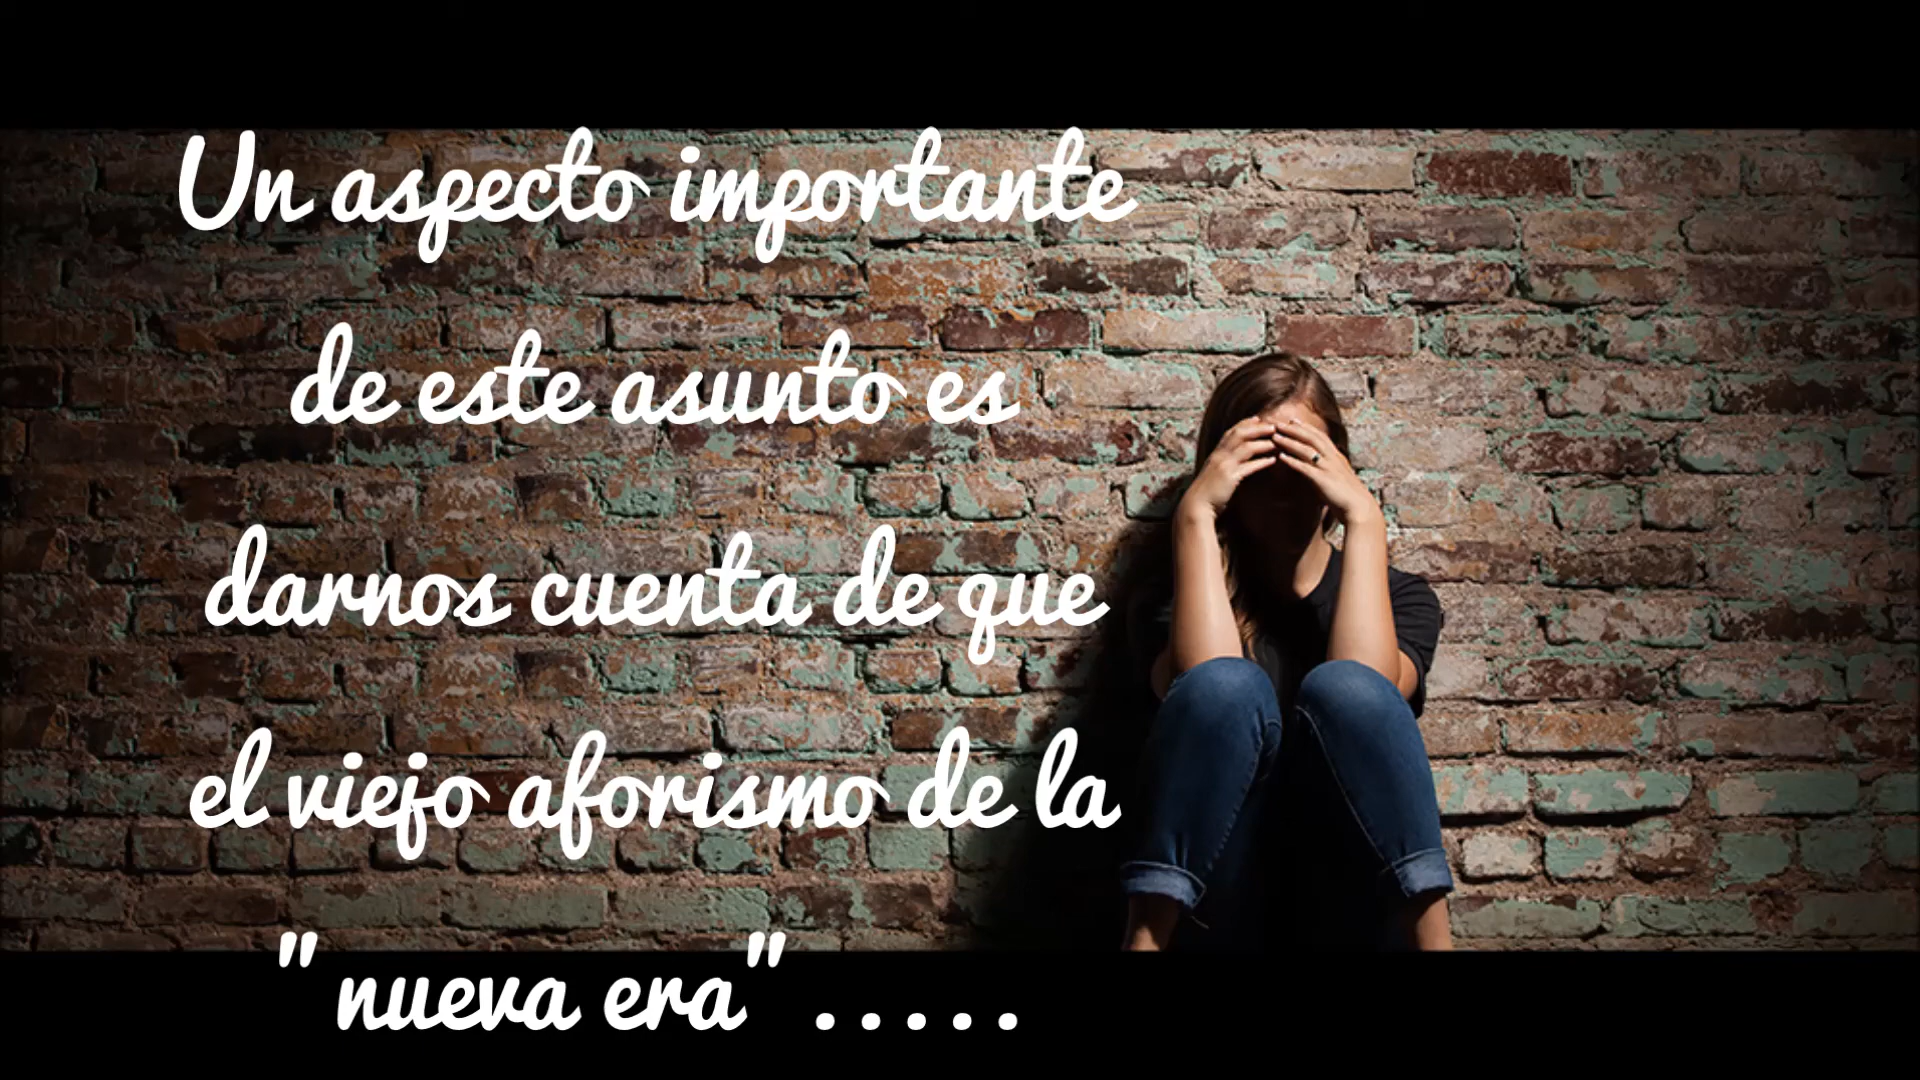 Un aspecto importante
de este asunto es
darnos cuenta de que
el viejo aforismo de la
"nueva era" .....